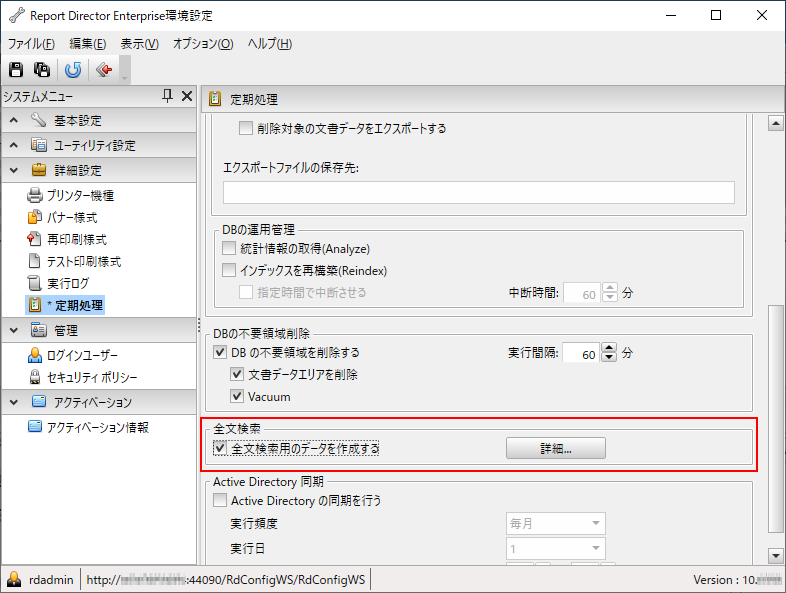 Report Director Enterprise環境設定
ファイル(F) 編集(E) 表示(V) オプション(O) ヘルプ(H)
システムメニュー
基本設定
ユーティリティ設定
詳細設定
プリンター機種
バナー様式
再印刷様式
テスト印刷様式
実行ログ
* 定期処理
管理
ログインユーザー
セキュリティ ポリシー
アクティベーション
アクティベーション情報
定期処理
削除対象の文書データをエクスポートする
エクスポートファイルの保存先:
DBの運用管理
統計情報の取得(Analyze)
インデックスを再構築(Reindex)
指定時間で中断させる 中断時間: 60 分
DBの不要領域削除
DB の不要領域を削除する 実行間隔: 60 分
文書データエリアを削除
Vacuum
全文検索
全文検索用のデータを作成する 詳細...
Active Directory 同期
Active Directory の同期を行う
実行頻度 毎月
実行日 1
rdadmin http://:44090/RdConfigWS/RdConfigWS Version : 10.